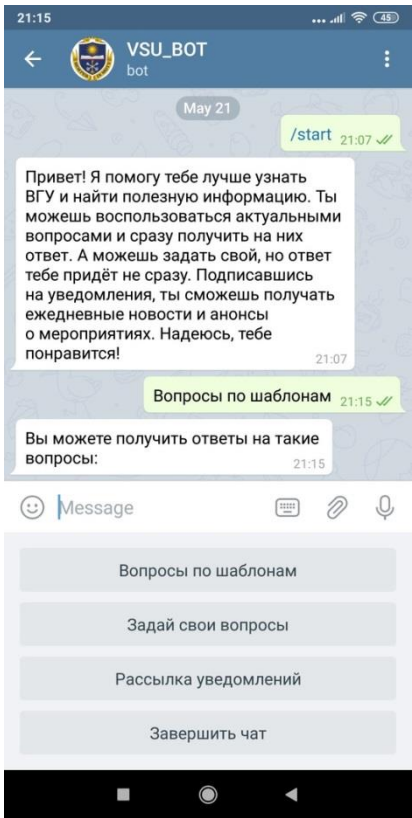 21:15
45
VSU_BOT
bot
May 21
/start 21:07
Привет! Я помогу тебе лучше узнать
ВГУ и найти полезную информацию. Ты
можешь воспользоваться актуальными
вопросами и сразу получить на них
ответ. А можешь задать свой, но ответ
тебе придёт не сразу. Подписавшись
на уведомления, ты сможешь получать
ежедневные новости и анонсы
о мероприятиях. Надеюсь, тебе
понравится!
21:07
Вопросы по шаблонам 21:15
Вы можете получить ответы на такие
вопросы:
21:15
Message
Вопросы по шаблонам
Задай свои вопросы
Рассылка уведомлений
Завершить чат